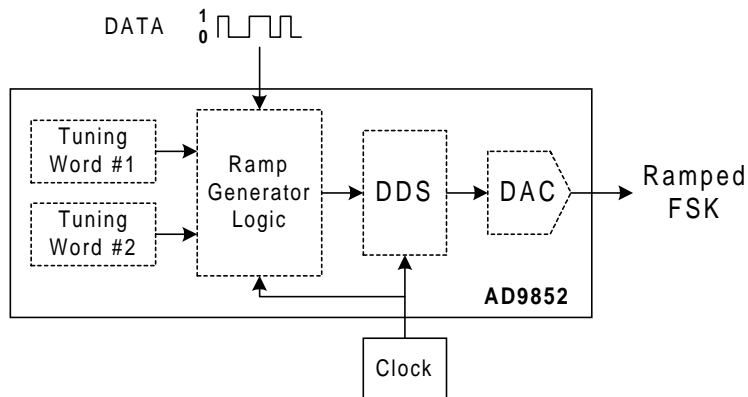 DATA
1
0
Tuning
Word #1
Tuning
Word #2
Ramp
Generator
Logic
DDS
DAC
Ramped
FSK
AD9852
Clock